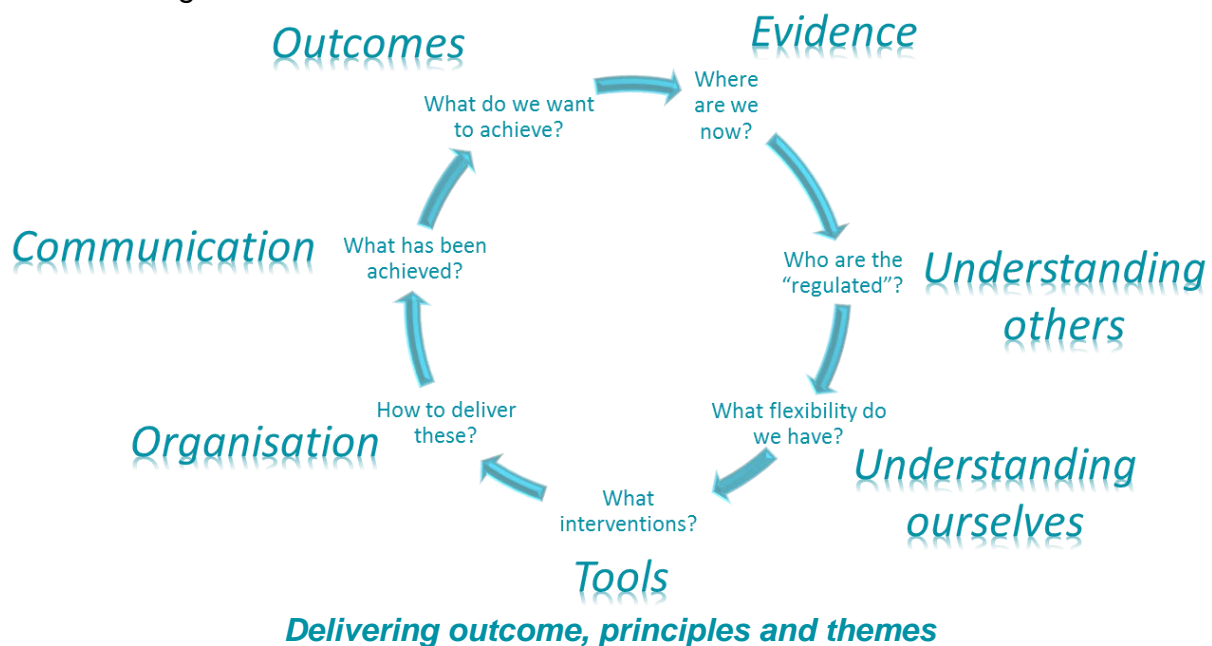 Outcomes
Evidence
What do we want
to achieve?
Where
are we
now?
Communication
What has been
achieved?
Who are the
“regulated”?
Understanding
others
How to deliver
these?
Organisation
What flexibility do
we have?
Understanding
ourselves
What
interventions?
Tools
Delivering outcome, principles and themes